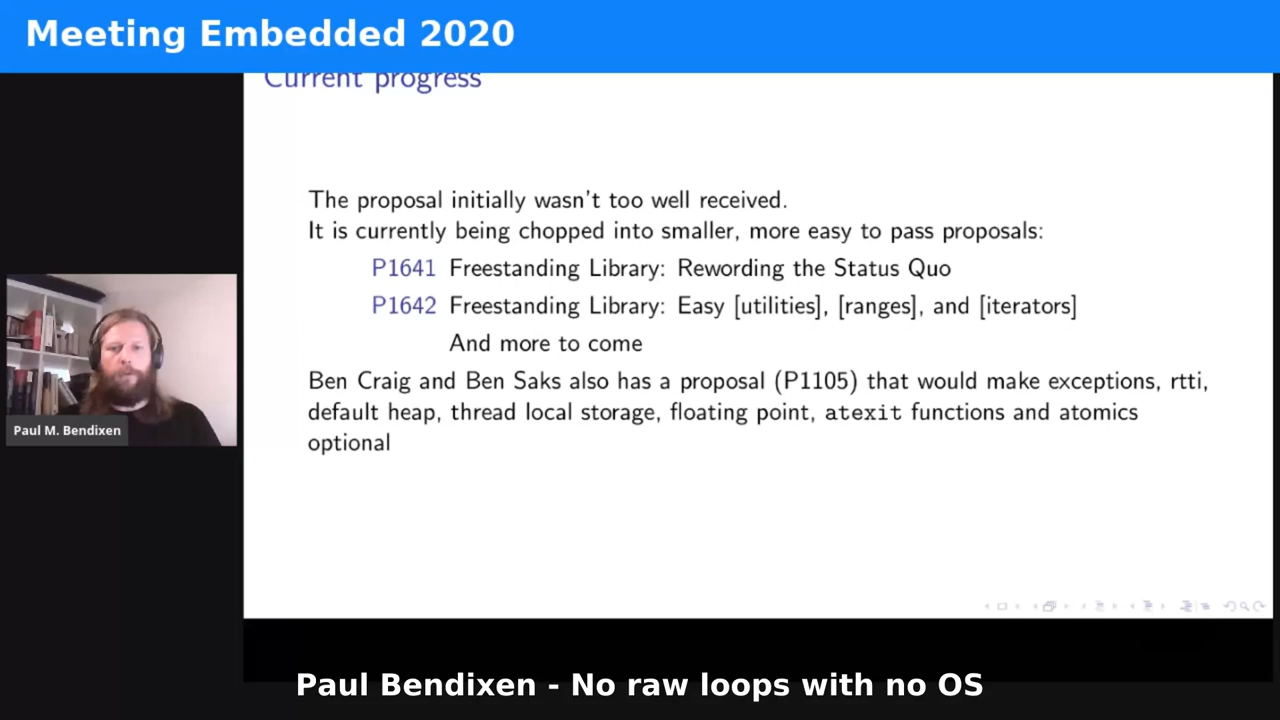 Meeting Embedded 2020
Current progress
The proposal initially wasn't too well received.
It is currently being chopped into smaller, more easy to pass proposals:
P1641 Freestanding Library: Rewording the Status Quo
P1642 Freestanding Library: Easy [utilities], [ranges], and [iterators]
And more to come
Ben Craig and Ben Saks also has a proposal (P1105) that would make exceptions, rtti,
default heap, thread local storage, floating point, atexit functions and atomics
optional
Paul M. Bendixen
Paul Bendixen - No raw loops with no OS